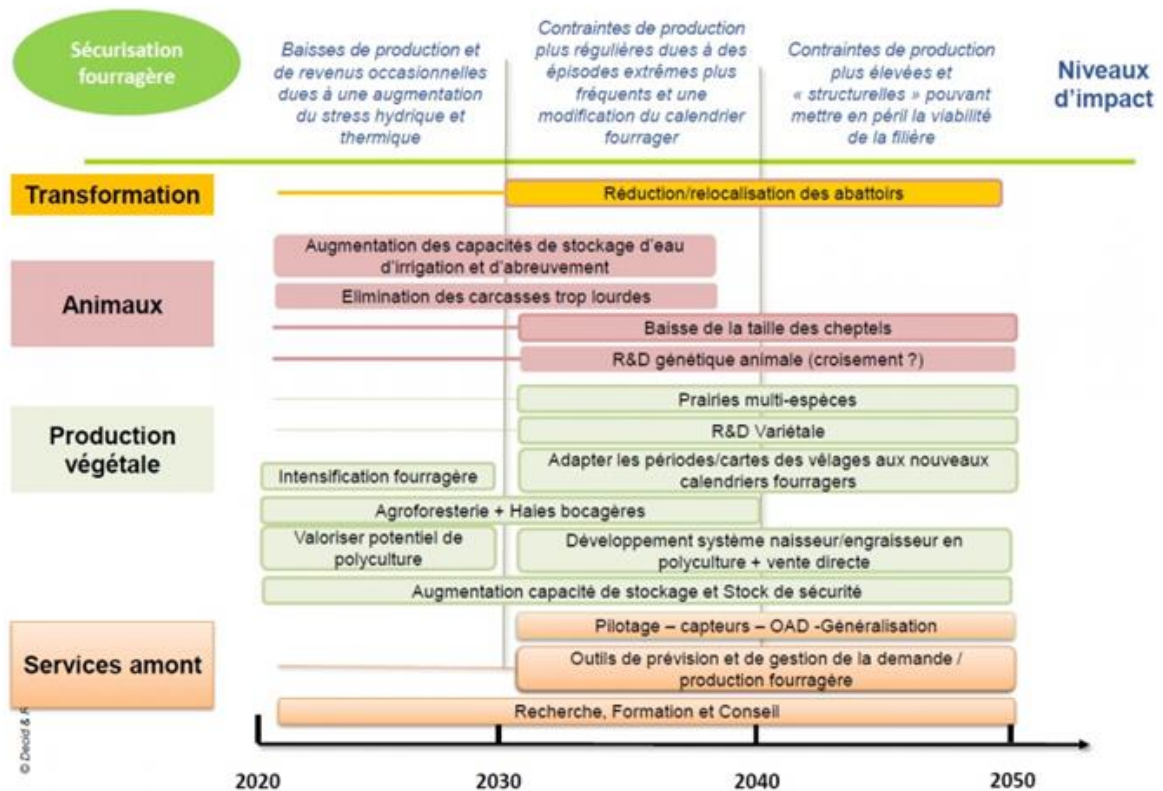 Sécurisation
fourragère
Baisses de production et
de revenus occasionnelles
dues à une augmentation
du stress hydrique et
thermique
Contraintes de production
plus régulières dues à des
épisodes extrêmes plus
fréquents et une
modification du calendrier
fourrager
Contraintes de production
plus élevées et
« structurelles » pouvant
mettre en péril la viabilité
de la filière
Niveaux
d'impact
Transformation
Réduction/relocalisation des abattoirs
Animaux
Augmentation des capacités de stockage d'eau
d'irrigation et d'abreuvement
Elimination des carcasses trop lourdes
Baisse de la taille des cheptels
R&D génétique animale (croisement ?)
Production
végétale
Prairies multi-espèces
R&D Variétale
Intensification fourragère
Adapter les périodes/cartes des vêlages aux nouveaux
calendriers fourragers
Agroforesterie + Haies bocagères
Valoriser potentiel de
polyculture
Développement système naisseur/engraisseur en
polyculture + vente directe
Augmentation capacité de stockage et Stock de sécurité
Services amont
Pilotage – capteurs – OAD -Généralisation
Outils de prévision et de gestion de la demande /
production fourragère
Recherche, Formation et Conseil
© Decid &
2020 2030 2040 2050